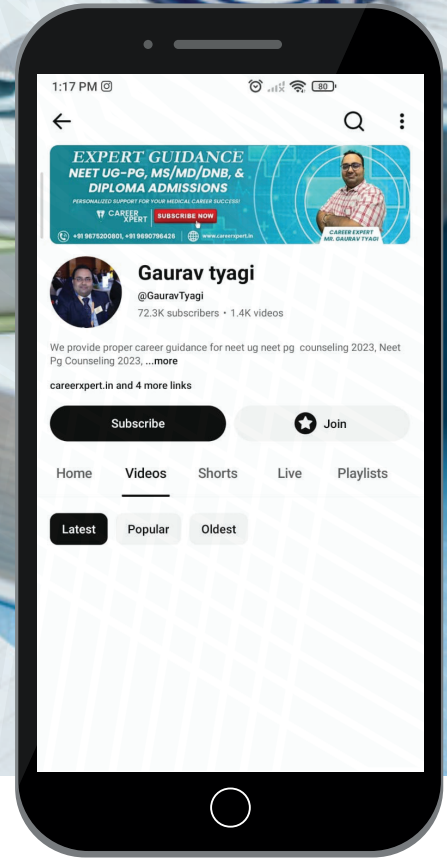 1:17 PM
80
EXPERT GUIDANCE
NEET UG-PG, MS/MD/DNB, &
DIPLOMA ADMISSIONS
PERSONALIZED SUPPORT FOR YOUR MEDICAL CAREER SUCCESS!
CAREER XPERT
SUBSCRIBE NOW
+91 9675200801, +91 9690796426
www.careerxpert.in
CAREER EXPERT
MR. GAURAV TYAGI
Gaurav tyagi
@GauravTyagi
72.3K subscribers • 1.4K videos
We provide proper career guidance for neet ug neet pg counseling 2023, Neet
Pg Counseling 2023, ...more
careerxpert.in and 4 more links
Subscribe
Join
Home Videos Shorts Live Playlists
Latest Popular Oldest